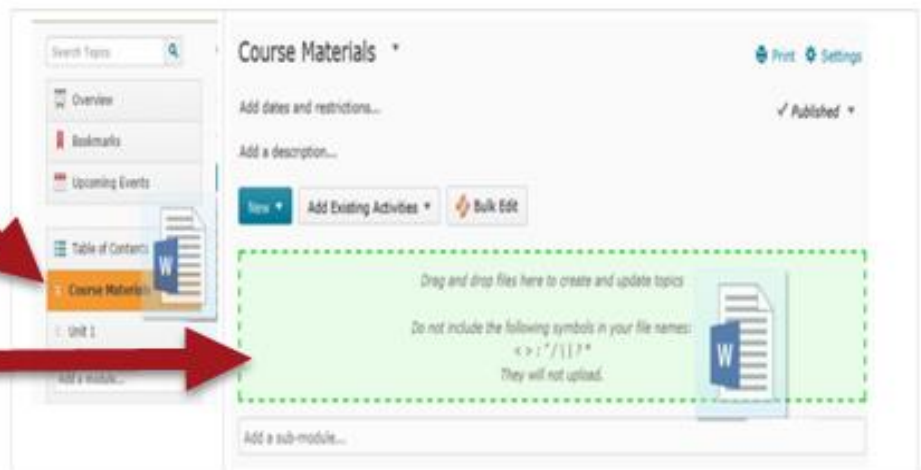 Search Topics
Overview
Bookmarks
Upcoming Events
Table of Contents
Course Materials
Unit 1
Add a module...
Course Materials
Print Settings
Add dates and restrictions...
Published
Add a description...
New
Add Existing Activities
Bulk Edit
Drag and drop files here to create and update topics
Do not include the following symbols in your file names:
They will not upload.
W
W
Add a sub-module...